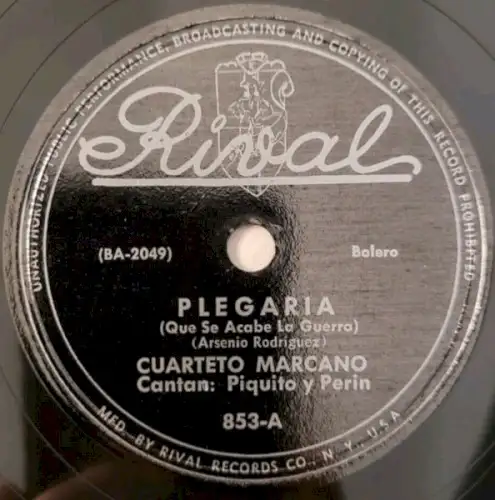 UNAUTHORIZED PUBLIC PERFORMANCE, BROADCASTING AND COPYING OF THIS RECORD PROHIBITED
Rival
(BA-2049)
Bolero
PLEGARIA
(Que Se Acabe La Guerra)
(Arsenio Rodriguez)
CUARTETO MARCANO
Cantan: Piquito y Perin
853-A
MFD. BY RIVAL RECORDS CO., N. Y., USA